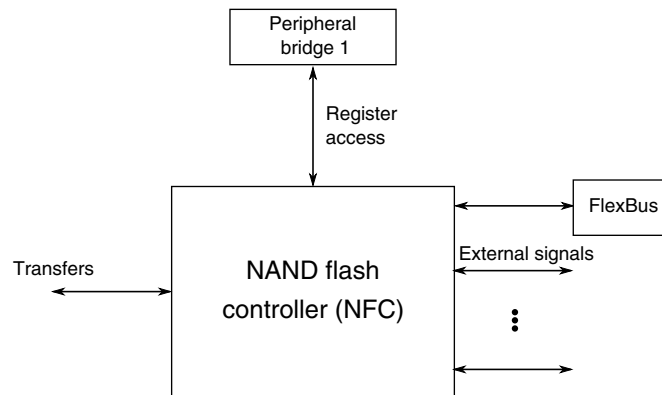 Peripheral
bridge 1
Register
access
FlexBus
External signals
Transfers
NAND flash
controller (NFC)